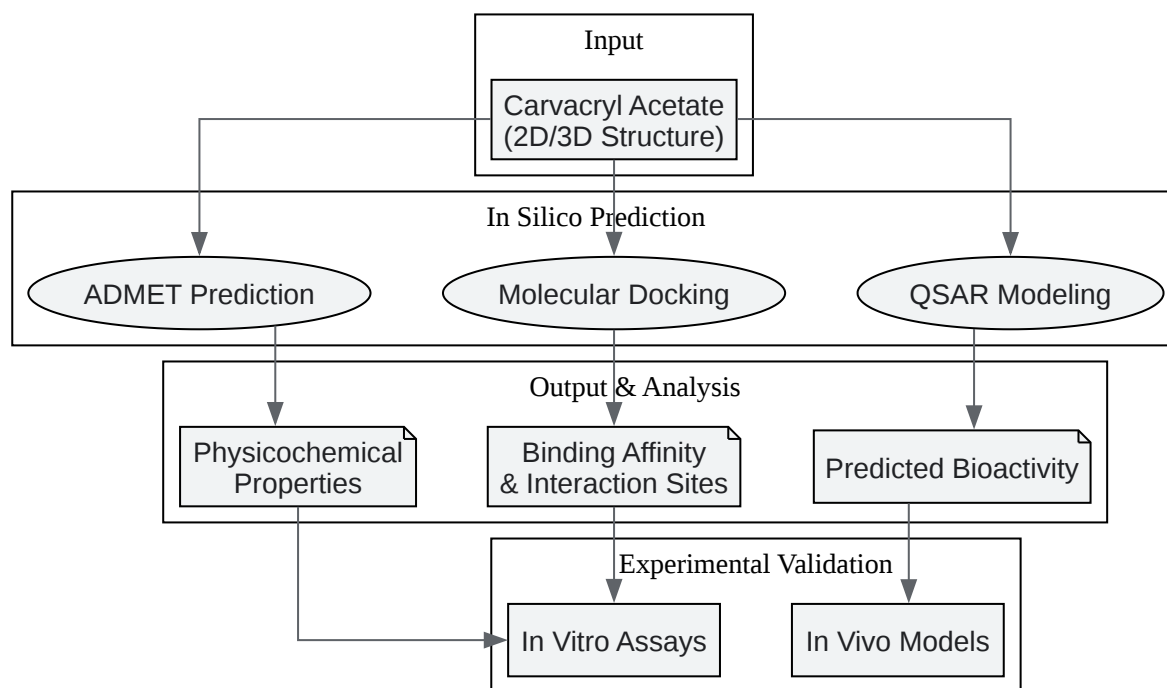 Input
Carvacryl Acetate
(2D/3D Structure)
In Silico Prediction
ADMET Prediction
Molecular Docking
QSAR Modeling
Output & Analysis
Physicochemical
Properties
Binding Affinity
& Interaction Sites
Predicted Bioactivity
Experimental Validation
In Vitro Assays
In Vivo Models